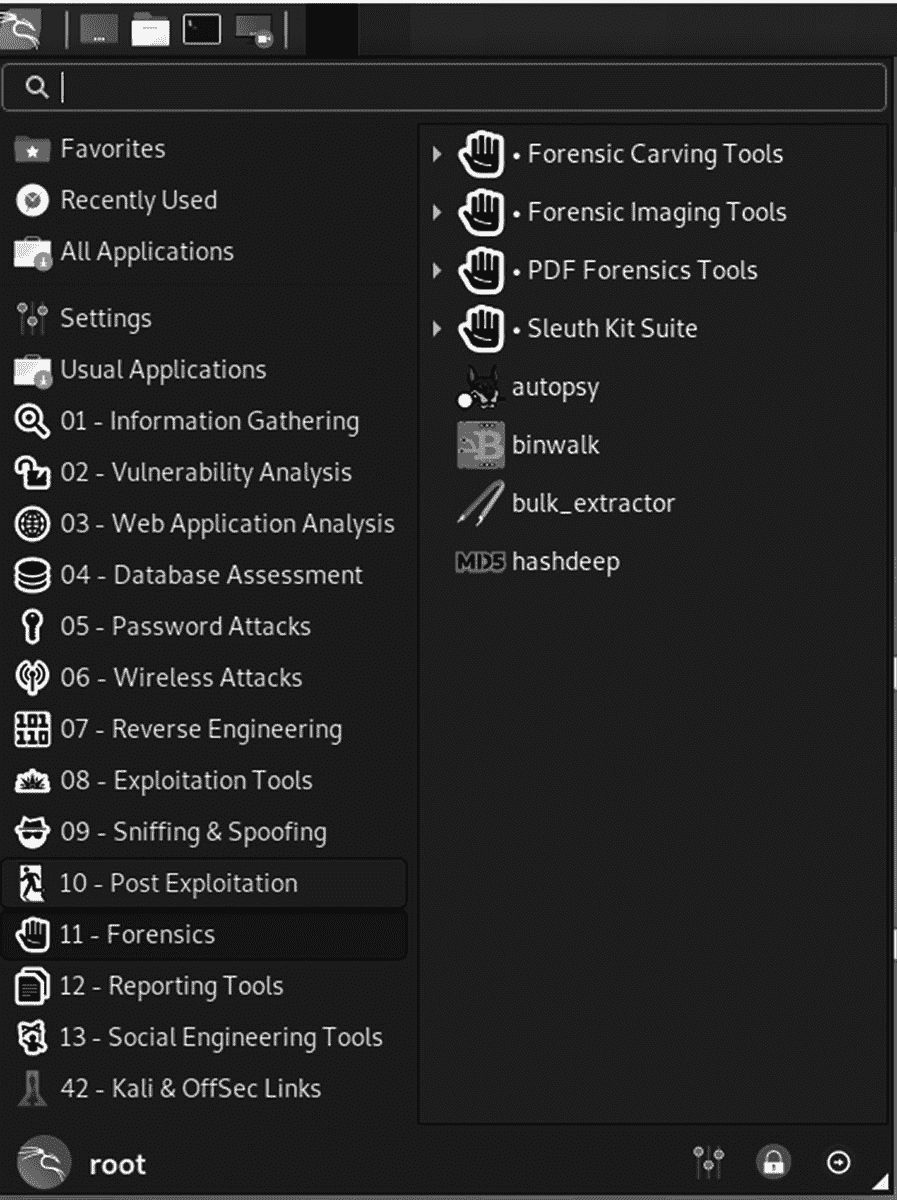 Favorites
Recently Used
All Applications
Settings
Usual Applications
01 - Information Gathering
02 - Vulnerability Analysis
03 - Web Application Analysis
04 - Database Assessment
05 - Password Attacks
06 - Wireless Attacks
07 - Reverse Engineering
08 - Exploitation Tools
09 - Sniffing & Spoofing
10 - Post Exploitation
11 - Forensics
12 - Reporting Tools
13 - Social Engineering Tools
42 - Kali & OffSec Links
• Forensic Carving Tools
• Forensic Imaging Tools
• PDF Forensics Tools
• Sleuth Kit Suite
autopsy
binwalk
bulk_extractor
MD5 hashdeep
root